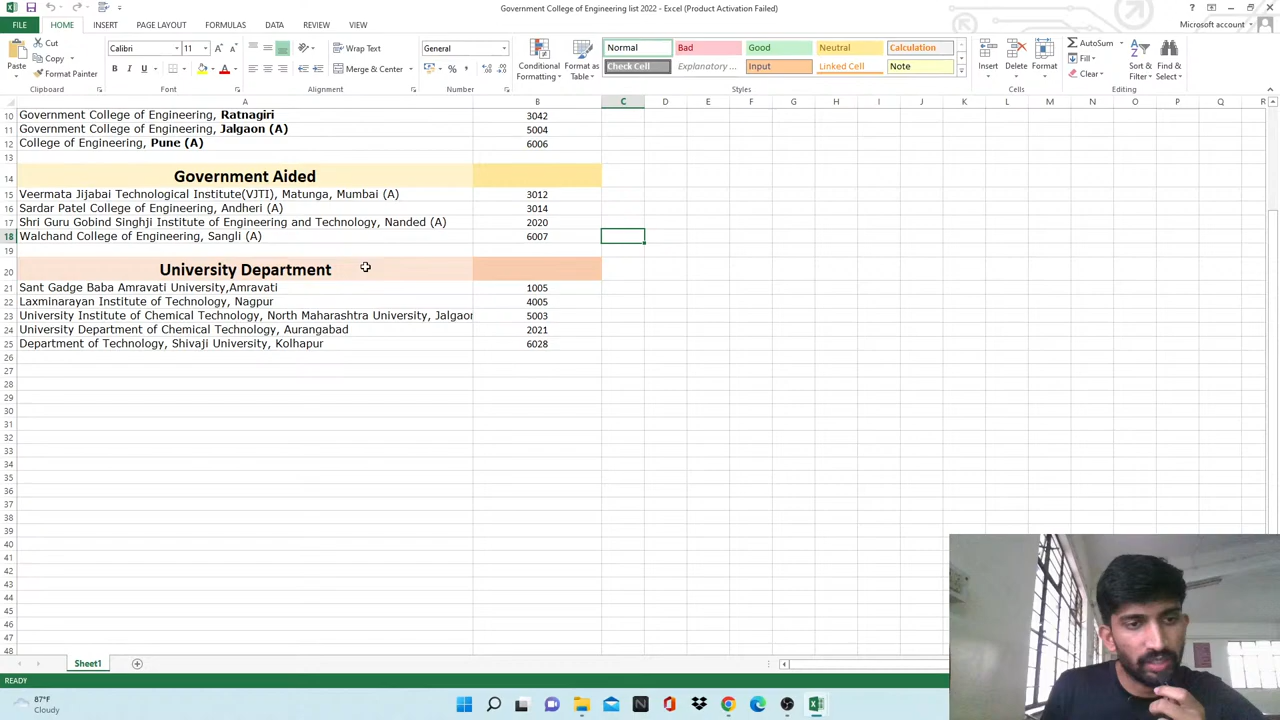 Government College of Engineering list 2022 - Excel (Product Activation Failed)
FILE HOME INSERT PAGE LAYOUT FORMULAS DATA REVIEW VIEW Microsoft account
Paste Cut Copy Format Painter Clipboard
Calibri 11 Font
Wrap Text Merge & Center Alignment
General Number
Conditional Formatting Format as Table
Normal Bad Good Neutral Calculation
Check Cell Explanatory ... Input Linked Cell Note
Styles
Insert Delete Format Cells
AutoSum Fill Clear Sort & Filter Find & Select Editing
A B C D E F G H I J K L M N O P Q R
10 Government College of Engineering, Ratnagiri 3042
11 Government College of Engineering, Jalgaon (A) 5004
12 College of Engineering, Pune (A) 6006
13
14 Government Aided
15 Veermata Jijabai Technological Institute(VJTI), Matunga, Mumbai (A) 3012
16 Sardar Patel College of Engineering, Andheri (A) 3014
17 Shri Guru Gobind Singhji Institute of Engineering and Technology, Nanded (A) 2020
18 Walchand College of Engineering, Sangli (A) 6007
19
20 University Department
21 Sant Gadge Baba Amravati University,Amravati 1005
22 Laxminarayan Institute of Technology, Nagpur 4005
23 University Institute of Chemical Technology, North Maharashtra University, Jalgaon 5003
24 University Department of Chemical Technology, Aurangabad 2021
25 Department of Technology, Shivaji University, Kolhapur 6028
26
27
28
29
30
31
32
33
34
35
36
37
38
39
40
41
42
43
44
45
46
47
48
Sheet1
READY
87°F
Cloudy